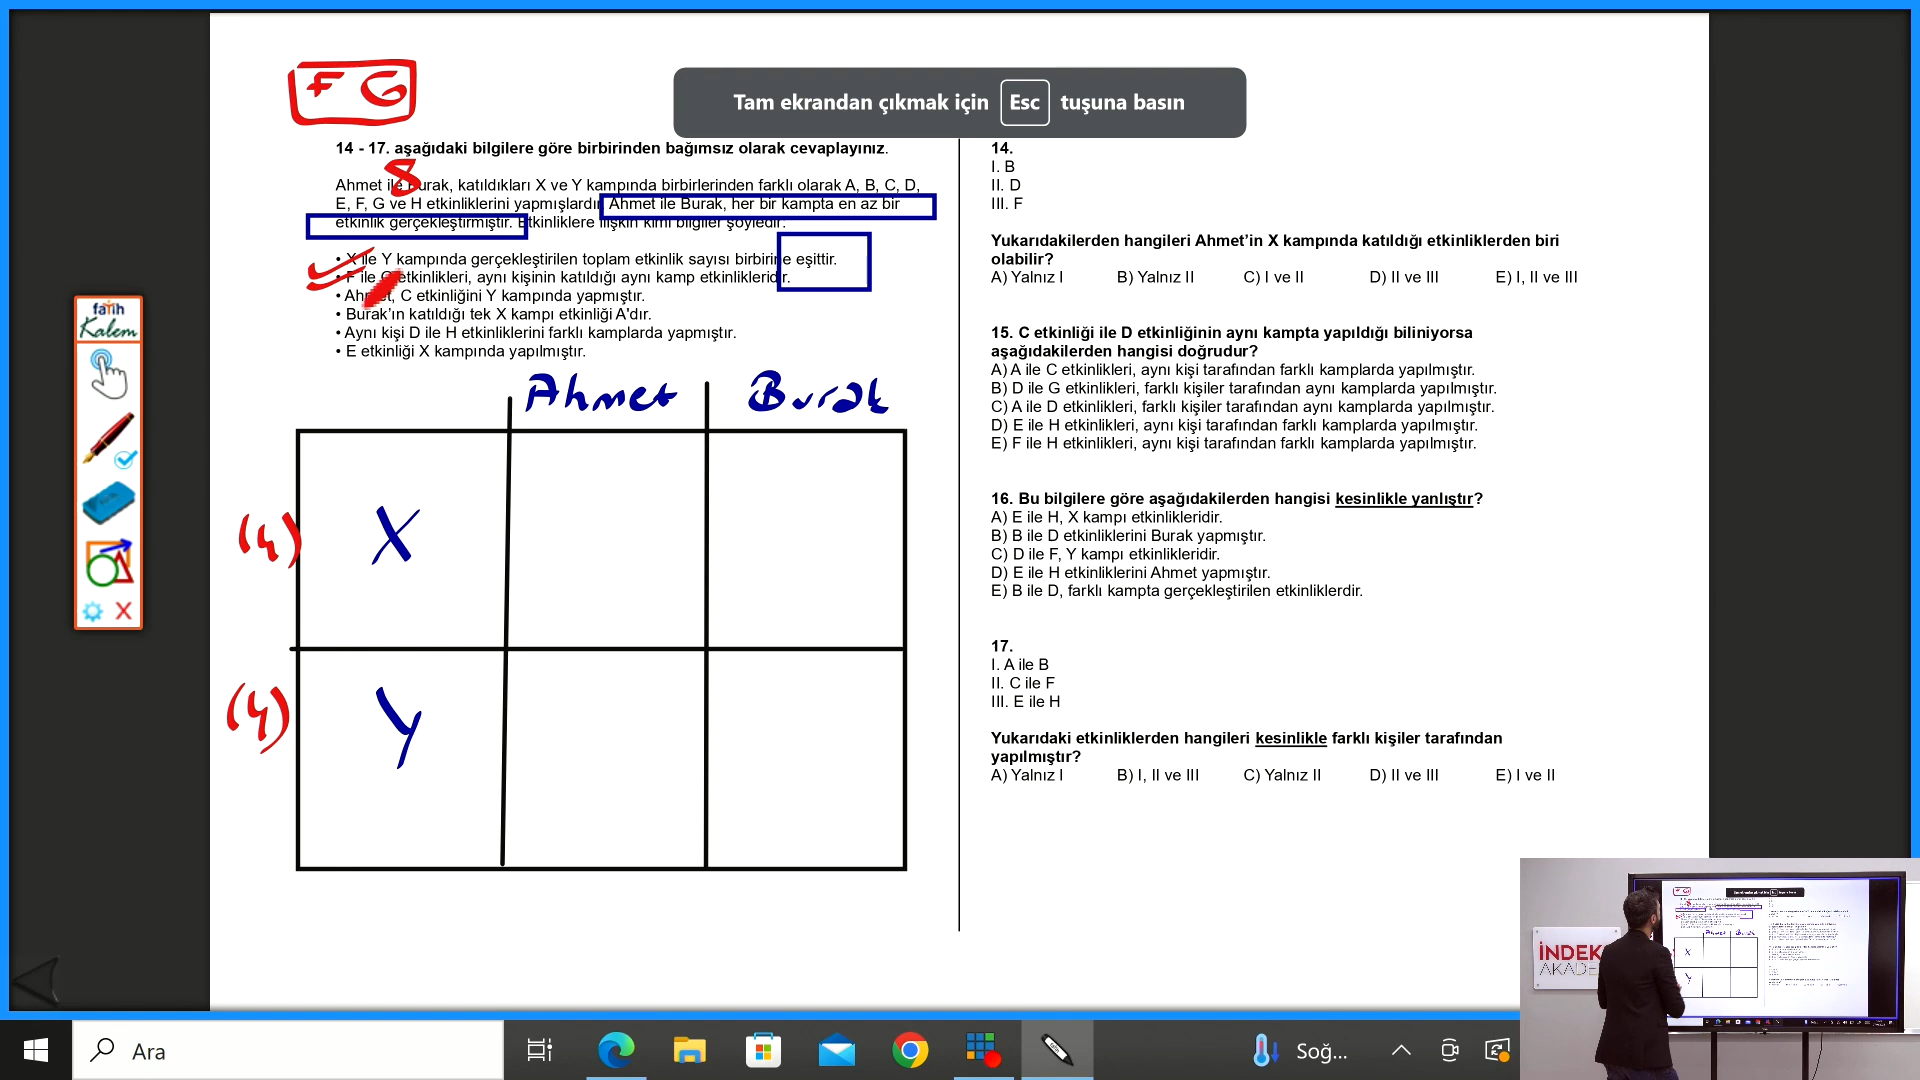 F G
Tam ekrandan çıkmak için Esc tuşuna basın
14 - 17. aşağıdaki bilgilere göre birbirinden bağımsız olarak cevaplayınız.
8
Ahmet ile Burak, katıldıkları X ve Y kampında birbirlerinden farklı olarak A, B, C, D,
E, F, G ve H etkinliklerini yapmışlardır. Ahmet ile Burak, her bir kampta en az bir
etkinlik gerçekleştirmiştir. Etkinliklere ilişkin kimi bilgiler şöyledir:
• X ile Y kampında gerçekleştirilen toplam etkinlik sayısı birbirine eşittir.
• F ile G etkinlikleri, aynı kişinin katıldığı aynı kamp etkinlikleridir.
• Ahmet, C etkinliğini Y kampında yapmıştır.
• Burak’ın katıldığı tek X kampı etkinliği A'dır.
• Aynı kişi D ile H etkinliklerini farklı kamplarda yapmıştır.
• E etkinliği X kampında yapılmıştır.
Ahmet Burak
(4) X
(4) Y
14.
I. B
II. D
III. F
Yukarıdakilerden hangileri Ahmet’in X kampında katıldığı etkinliklerden biri
olabilir?
A) Yalnız I B) Yalnız II C) I ve II D) II ve III E) I, II ve III
15. C etkinliği ile D etkinliğinin aynı kampta yapıldığı biliniyorsa
aşağıdakilerden hangisi doğrudur?
A) A ile C etkinlikleri, aynı kişi tarafından farklı kamplarda yapılmıştır.
B) D ile G etkinlikleri, farklı kişiler tarafından aynı kamplarda yapılmıştır.
C) A ile D etkinlikleri, farklı kişiler tarafından aynı kamplarda yapılmıştır.
D) E ile H etkinlikleri, aynı kişi tarafından farklı kamplarda yapılmıştır.
E) F ile H etkinlikleri, aynı kişi tarafından farklı kamplarda yapılmıştır.
16. Bu bilgilere göre aşağıdakilerden hangisi kesinlikle yanlıştır?
A) E ile H, X kampı etkinlikleridir.
B) B ile D etkinliklerini Burak yapmıştır.
C) D ile F, Y kampı etkinlikleridir.
D) E ile H etkinliklerini Ahmet yapmıştır.
E) B ile D, farklı kampta gerçekleştirilen etkinliklerdir.
17.
I. A ile B
II. C ile F
III. E ile H
Yukarıdaki etkinliklerden hangileri kesinlikle farklı kişiler tarafından
yapılmıştır?
A) Yalnız I B) I, II ve III C) Yalnız II D) II ve III E) I ve II
fatih
Kalem
İNDEK
AKADE
Ara
Soğ...